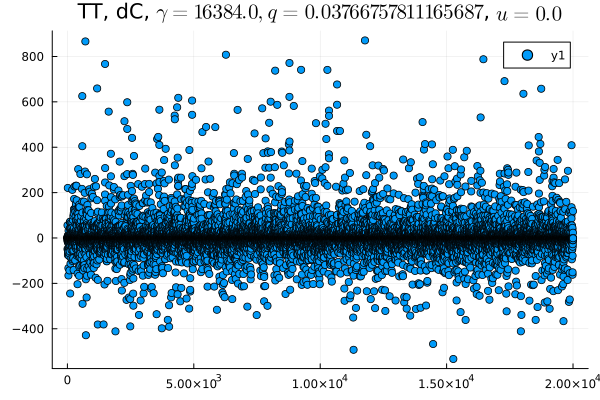 TT, dC, γ = 16384.0, q = 0.03766757811165687, u = 0.0
y1
800
600
400
200
0
−200
−400
0 5.00×10³ 1.00×10⁴ 1.50×10⁴ 2.00×10⁴